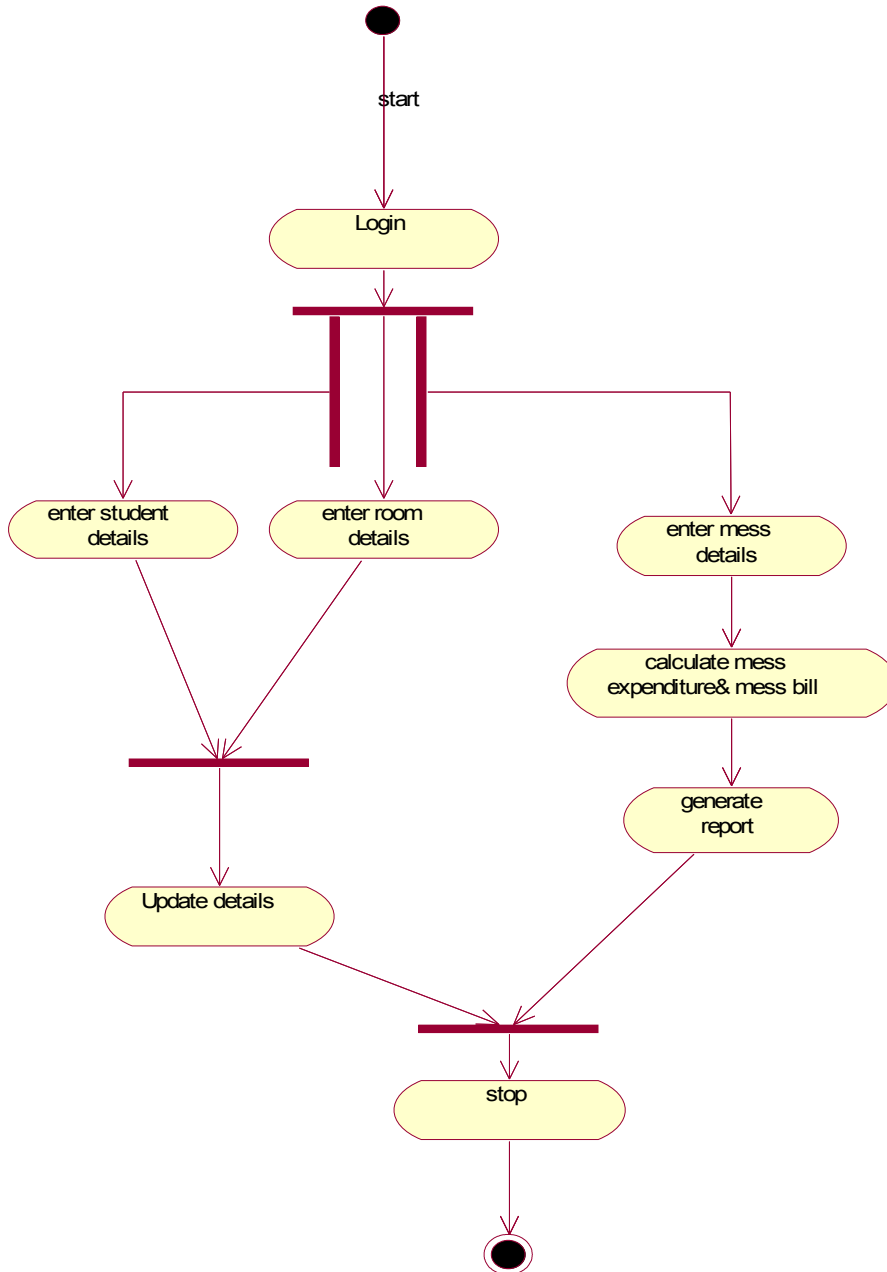 start
Login
enter student
details
enter room
details
enter mess
details
calculate mess
expenditure& mess bill
generate
report
Update details
stop